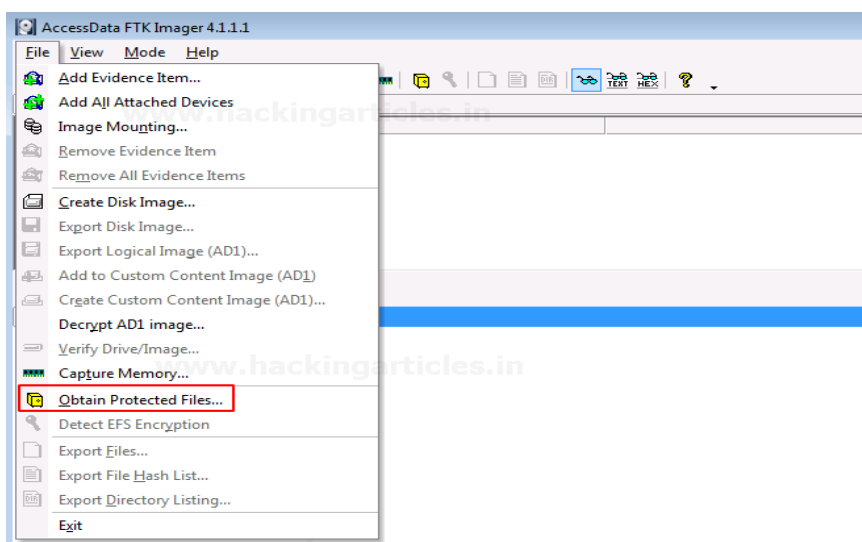 AccessData FTK Imager 4.1.1.1
File View Mode Help
TEXT HEX
DIR
www.hackingarticles.in
Add Evidence Item...
Add All Attached Devices
Image Mounting...
Remove Evidence Item
Remove All Evidence Items
Create Disk Image...
Export Disk Image...
Export Logical Image (AD1)...
Add to Custom Content Image (AD1)
Create Custom Content Image (AD1)...
Decrypt AD1 image...
Verify Drive/Image...
www.hackingarticles.in
Capture Memory...
Obtain Protected Files...
Detect EFS Encryption
Export Files...
Export File Hash List...
DIR Export Directory Listing...
Exit